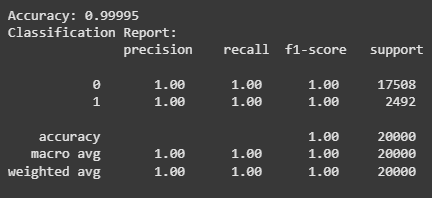 Accuracy: 0.99995
Classification Report:
precision recall f1-score support
0 1.00 1.00 1.00 17508
1 1.00 1.00 1.00 2492
accuracy 1.00 20000
macro avg 1.00 1.00 1.00 20000
weighted avg 1.00 1.00 1.00 20000